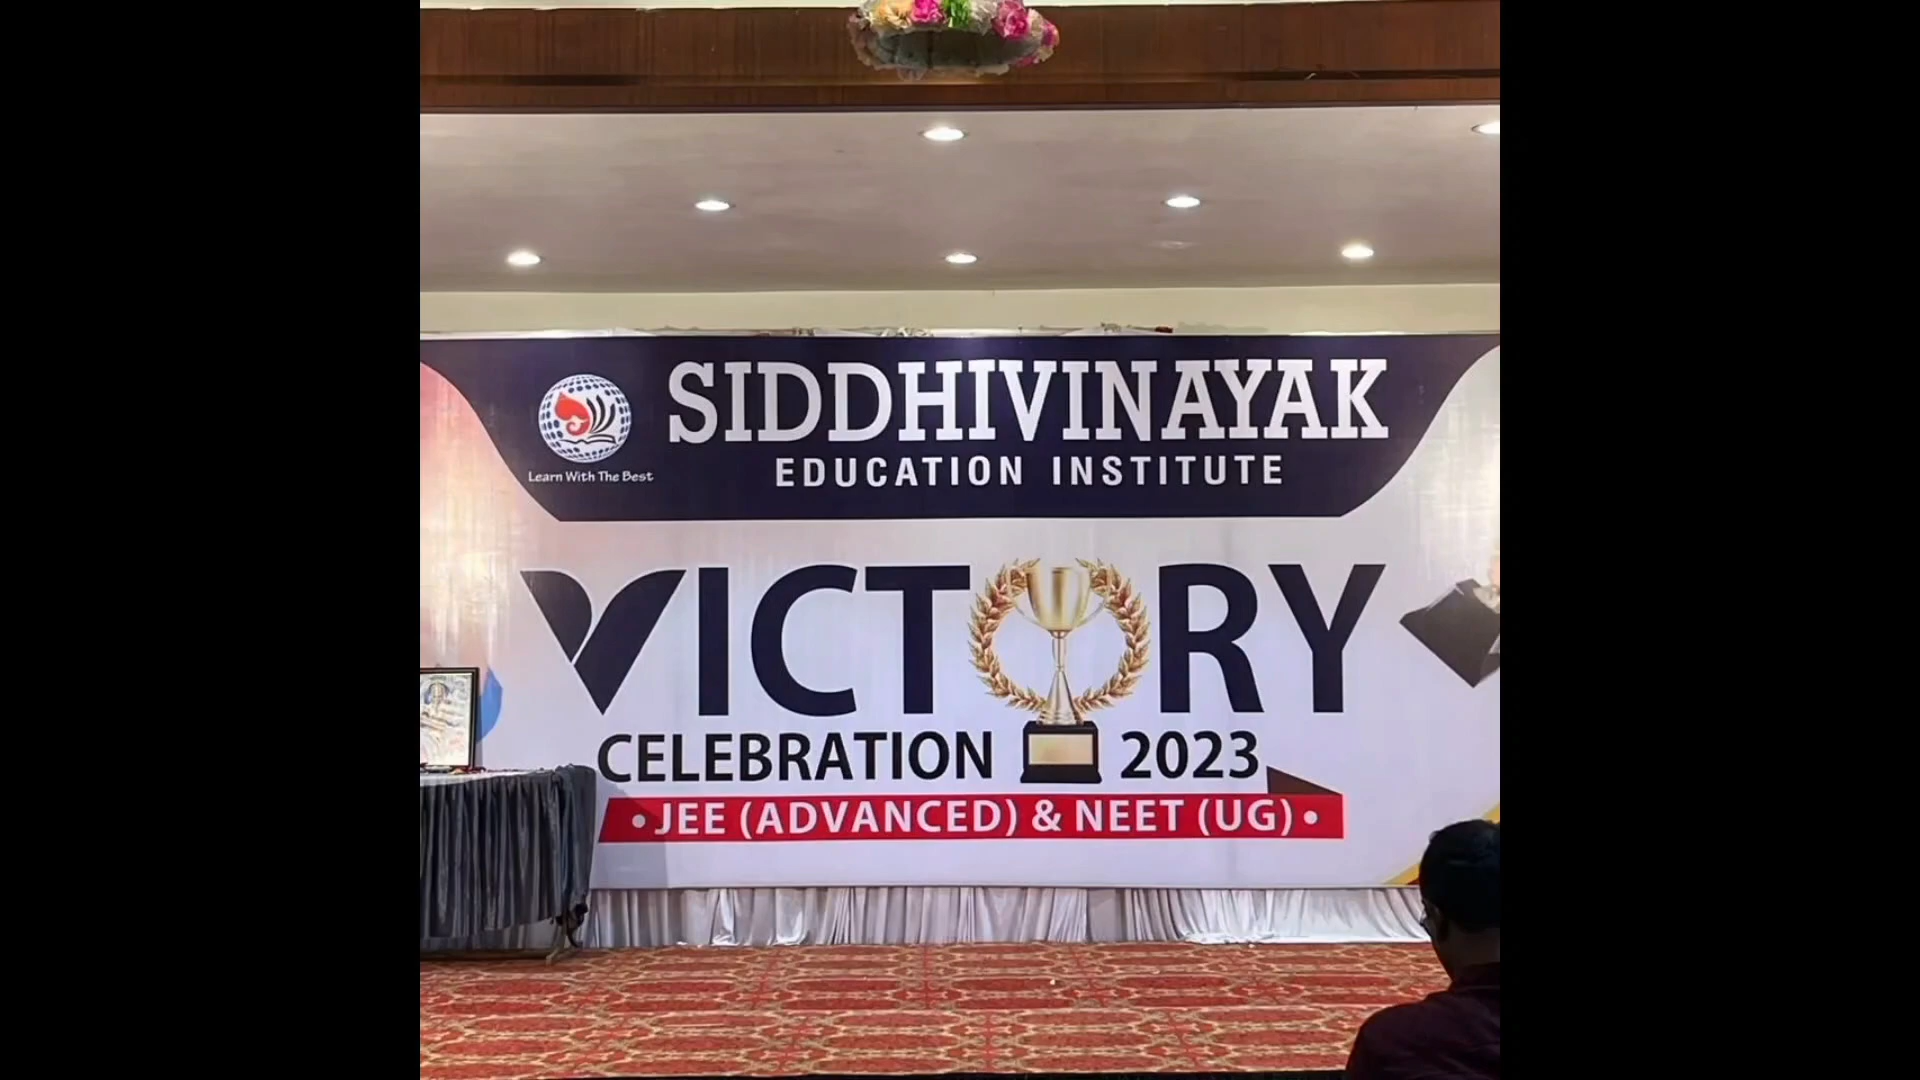 SIDDHIVINAYAK
EDUCATION INSTITUTE
Learn With The Best
VICTORY
CELEBRATION 2023
• JEE (ADVANCED) & NEET (UG) •